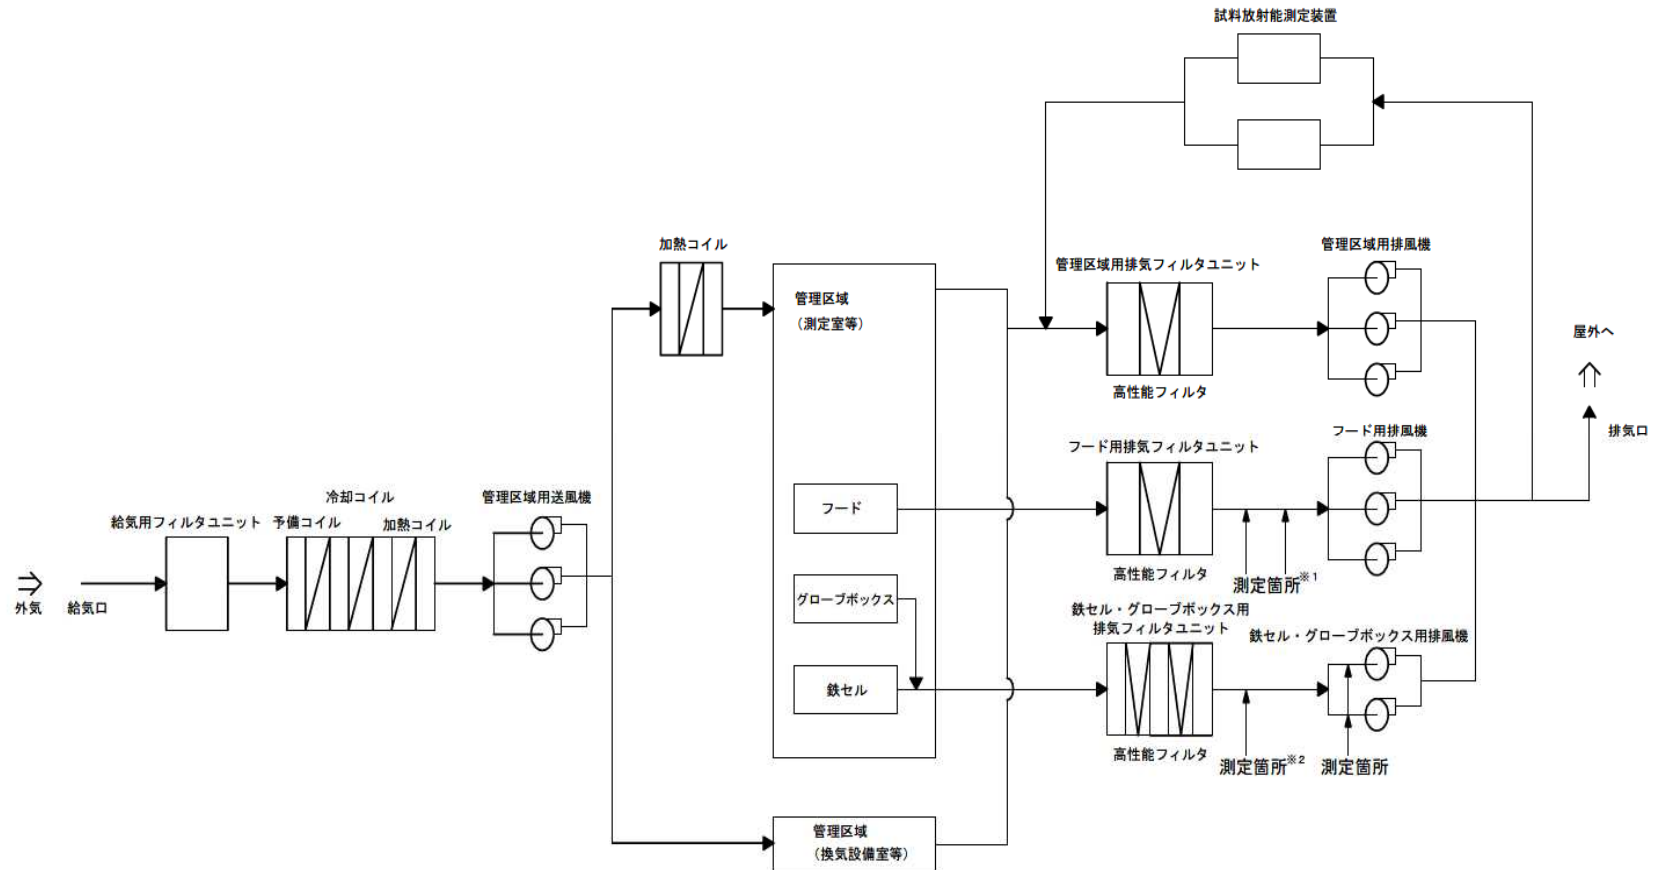 試料放射能測定装置
加熱コイル
管理区域用排風機
管理区域用排気フィルタユニット
管理区域
（測定室等）
屋外へ
高性能フィルタ
排気口
フード用排風機
フード用排気フィルタユニット
冷却コイル
管理区域用送風機
フード
給気用フィルタユニット
予備コイル
加熱コイル
高性能フィルタ
測定箇所※1
外気
給気口
グローブボックス
鉄セル・グローブボックス用
排気フィルタユニット
鉄セル・グローブボックス用排風機
鉄セル
高性能フィルタ
測定箇所※2
測定箇所
管理区域
（換気設備室等）